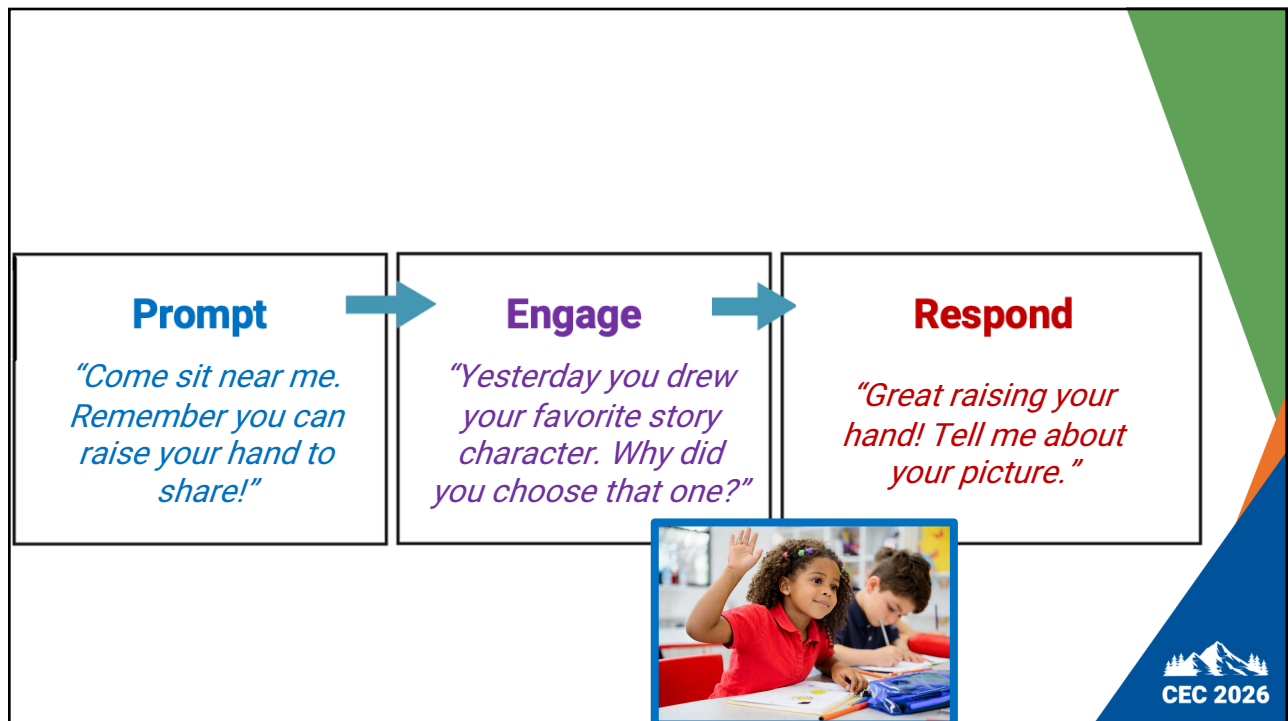 Prompt
“Come sit near me.
Remember you can
raise your hand to
share!”
Engage
“Yesterday you drew
your favorite story
character. Why did
you choose that one?”
Respond
“Great raising your
hand! Tell me about
your picture.”
CEC 2026